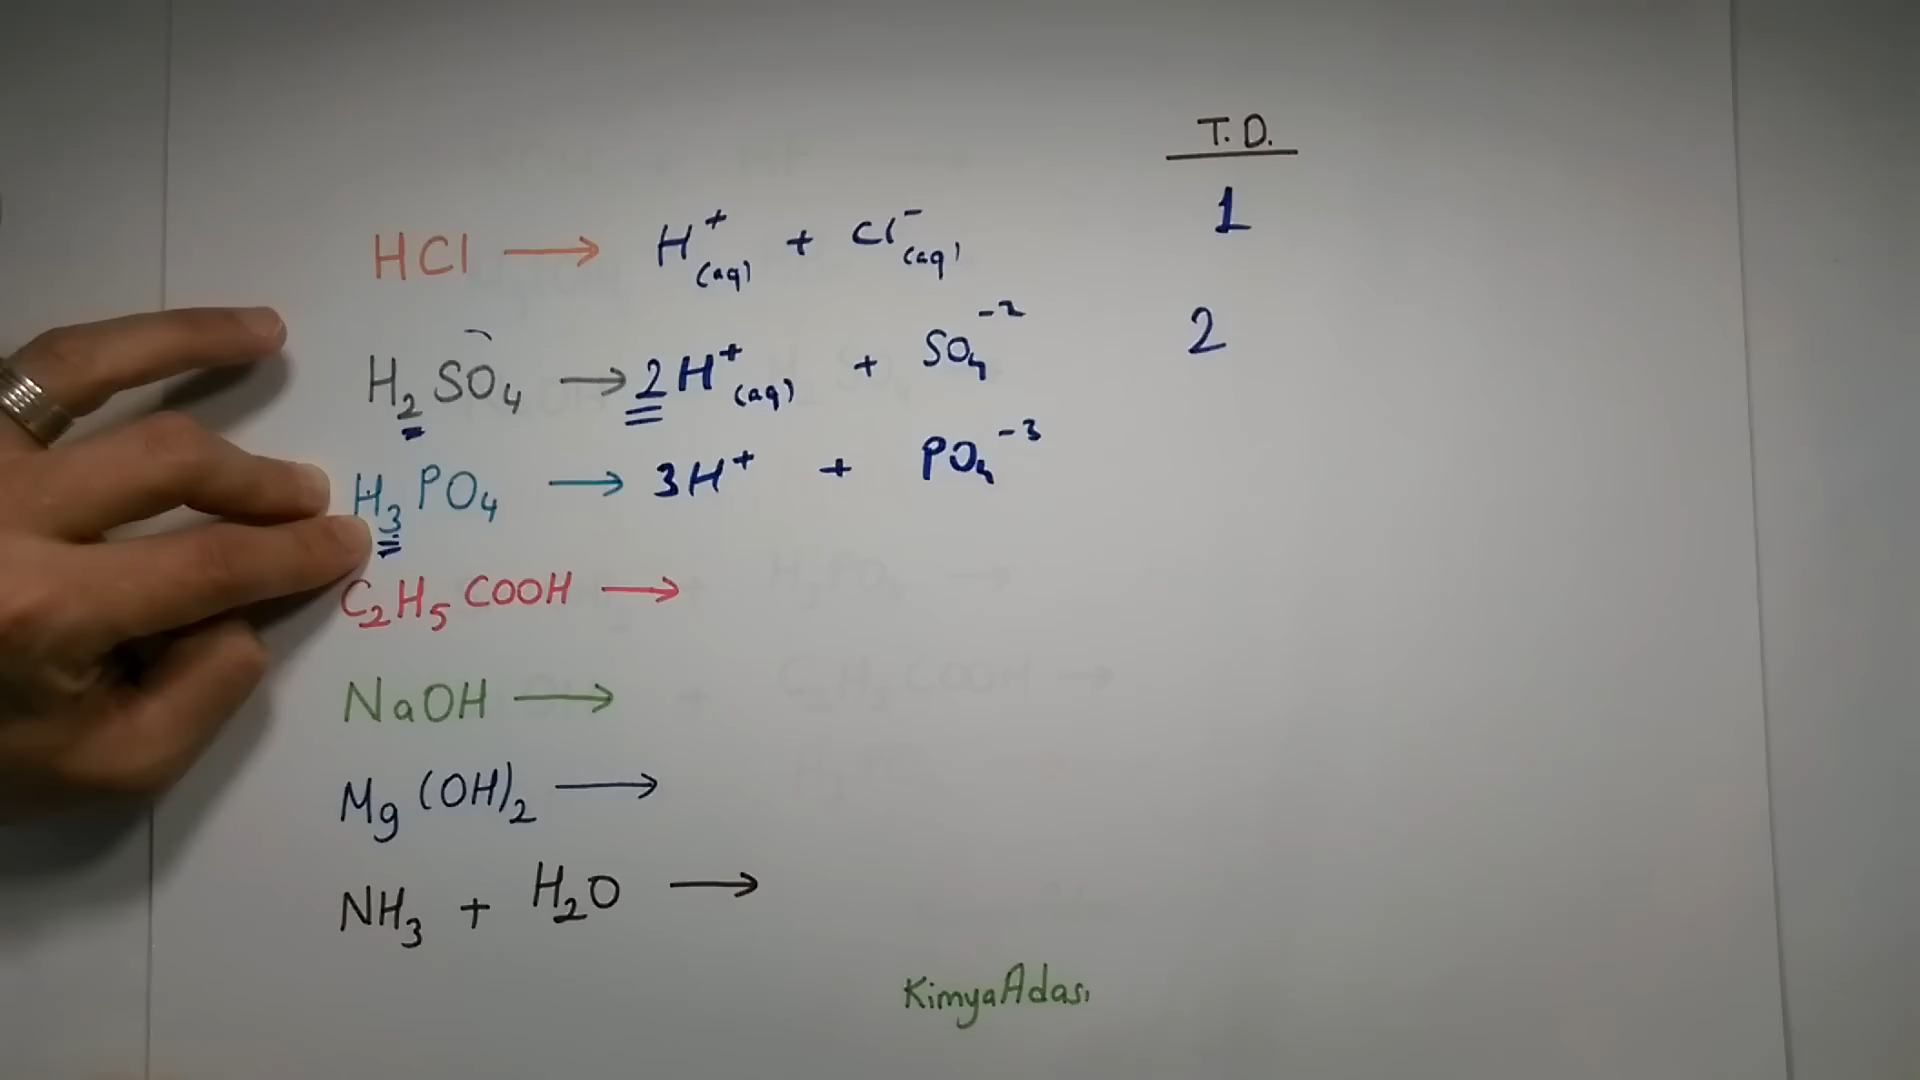 T.D.
HCl → H⁺(aq) + Cl⁻(aq) 1
H₂SO₄ → 2H⁺(aq) + SO₄⁻² 2
H₃PO₄ → 3H⁺ + PO₄⁻³
C₂H₅COOH →
NaOH →
Mg(OH)₂ →
NH₃ + H₂O →
KimyaAdası